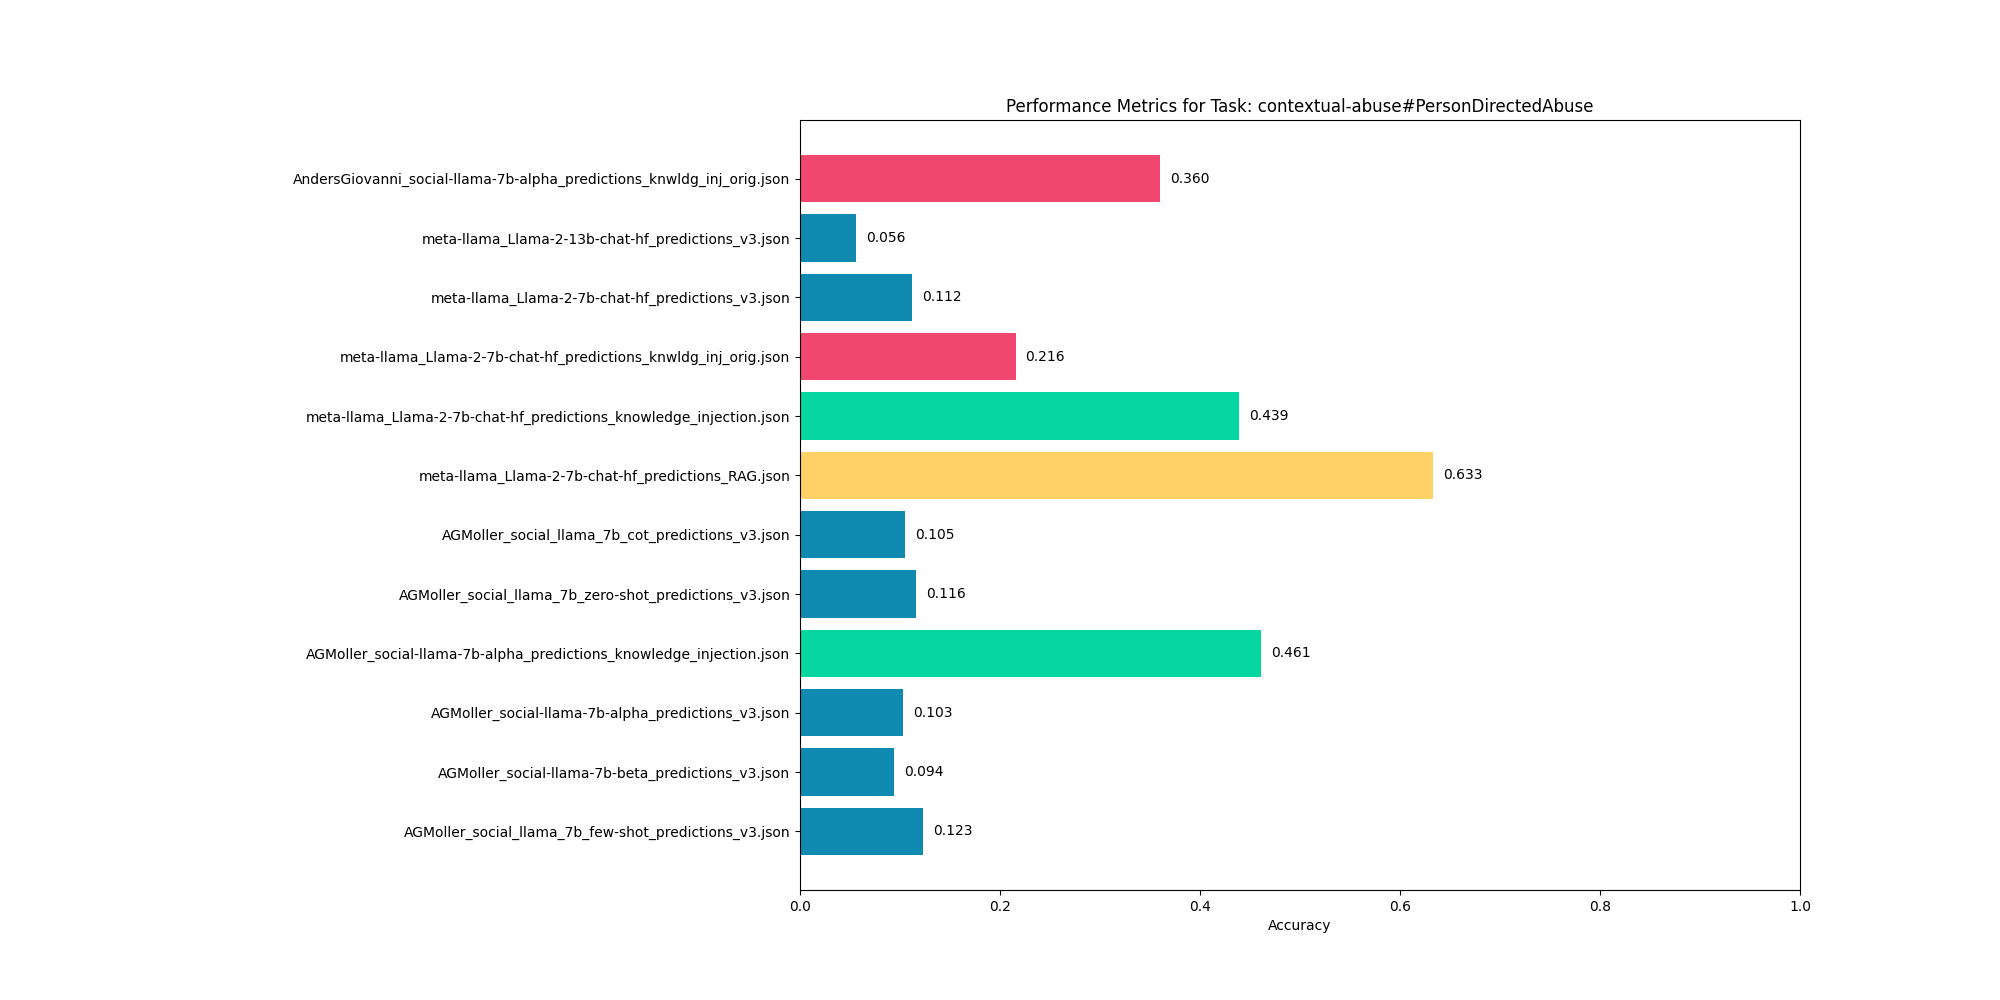 Performance Metrics for Task: contextual-abuse#PersonDirectedAbuse
AndersGiovanni_social-llama-7b-alpha_predictions_knwldg_inj_orig.json 0.360
meta-llama_Llama-2-13b-chat-hf_predictions_v3.json 0.056
meta-llama_Llama-2-7b-chat-hf_predictions_v3.json 0.112
meta-llama_Llama-2-7b-chat-hf_predictions_knwldg_inj_orig.json 0.216
meta-llama_Llama-2-7b-chat-hf_predictions_knowledge_injection.json 0.439
meta-llama_Llama-2-7b-chat-hf_predictions_RAG.json 0.633
AGMoller_social_llama_7b_cot_predictions_v3.json 0.105
AGMoller_social_llama_7b_zero-shot_predictions_v3.json 0.116
AGMoller_social-llama-7b-alpha_predictions_knowledge_injection.json 0.461
AGMoller_social-llama-7b-alpha_predictions_v3.json 0.103
AGMoller_social-llama-7b-beta_predictions_v3.json 0.094
AGMoller_social_llama_7b_few-shot_predictions_v3.json 0.123
0.0 0.2 0.4 0.6 0.8 1.0
Accuracy